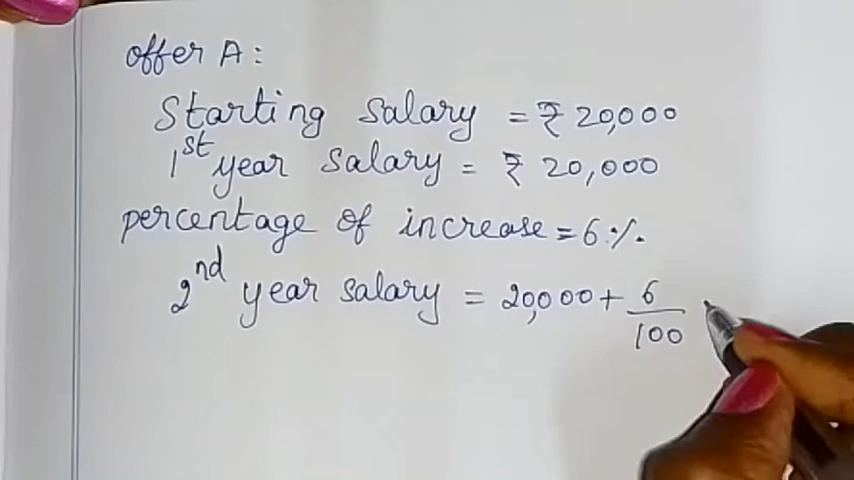 offer A:
Starting salary = ₹ 20,000
1st year salary = ₹ 20,000
percentage of increase = 6 %.
2nd year salary = 20,000 + 6/100